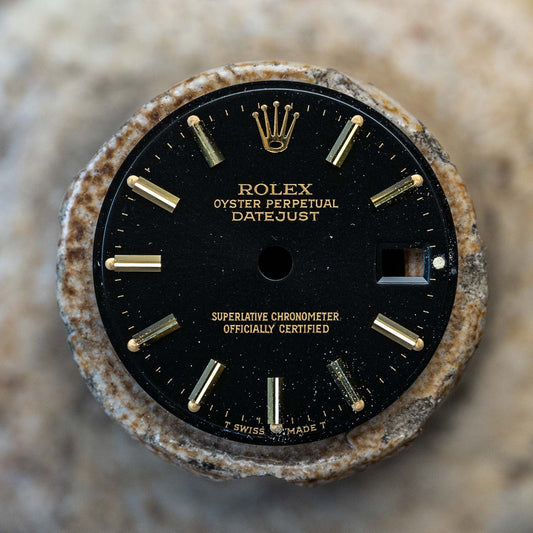 ROLEX
OYSTER PERPETUAL
DATEJUST
SUPERLATIVE CHRONOMETER
OFFICIALLY CERTIFIED
T SWISS MADE T